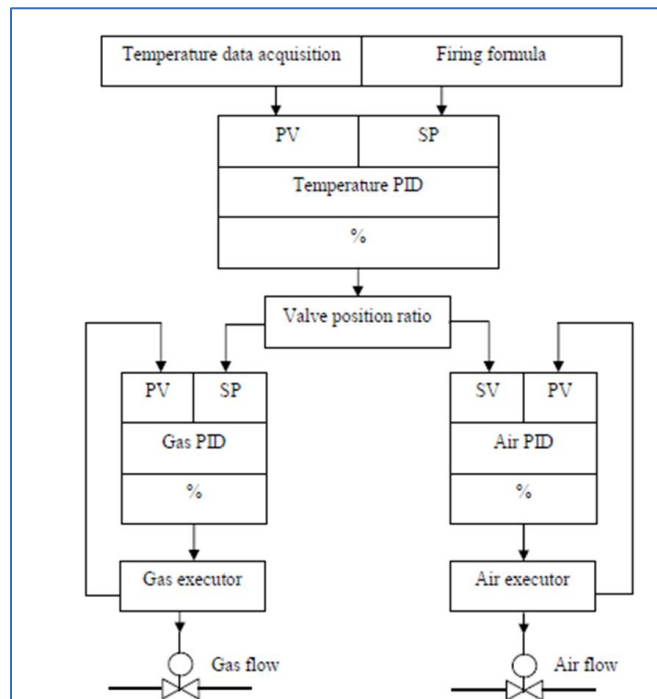 Temperature data acquisition
Firing formula
PV
SP
Temperature PID
%
Valve position ratio
PV
SP
SV
PV
Gas PID
Air PID
%
%
Gas executor
Air executor
Gas flow
Air flow